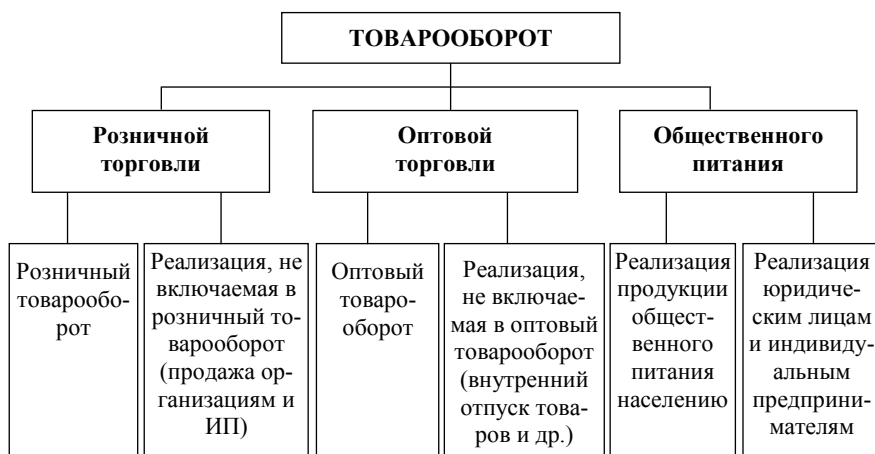 ТОВАРООБОРОТ
Розничной
торговли
Оптовой
торговли
Общественного
питания
Розничный
товарообо-
рот
Реализация, не
включаемая в
розничный то-
варооборот
(продажа ор-
ганизациям и
ИП)
Оптовый
товаро-
оборот
Реализация,
не включае-
мая в оптовый
товарооборот
(внутренний
отпуск това-
ров и др.)
Реализация
продукции
общест-
венного
питания
населению
Реализация
юридиче-
ским лицам
и индивиду-
альным
предприни-
мателям